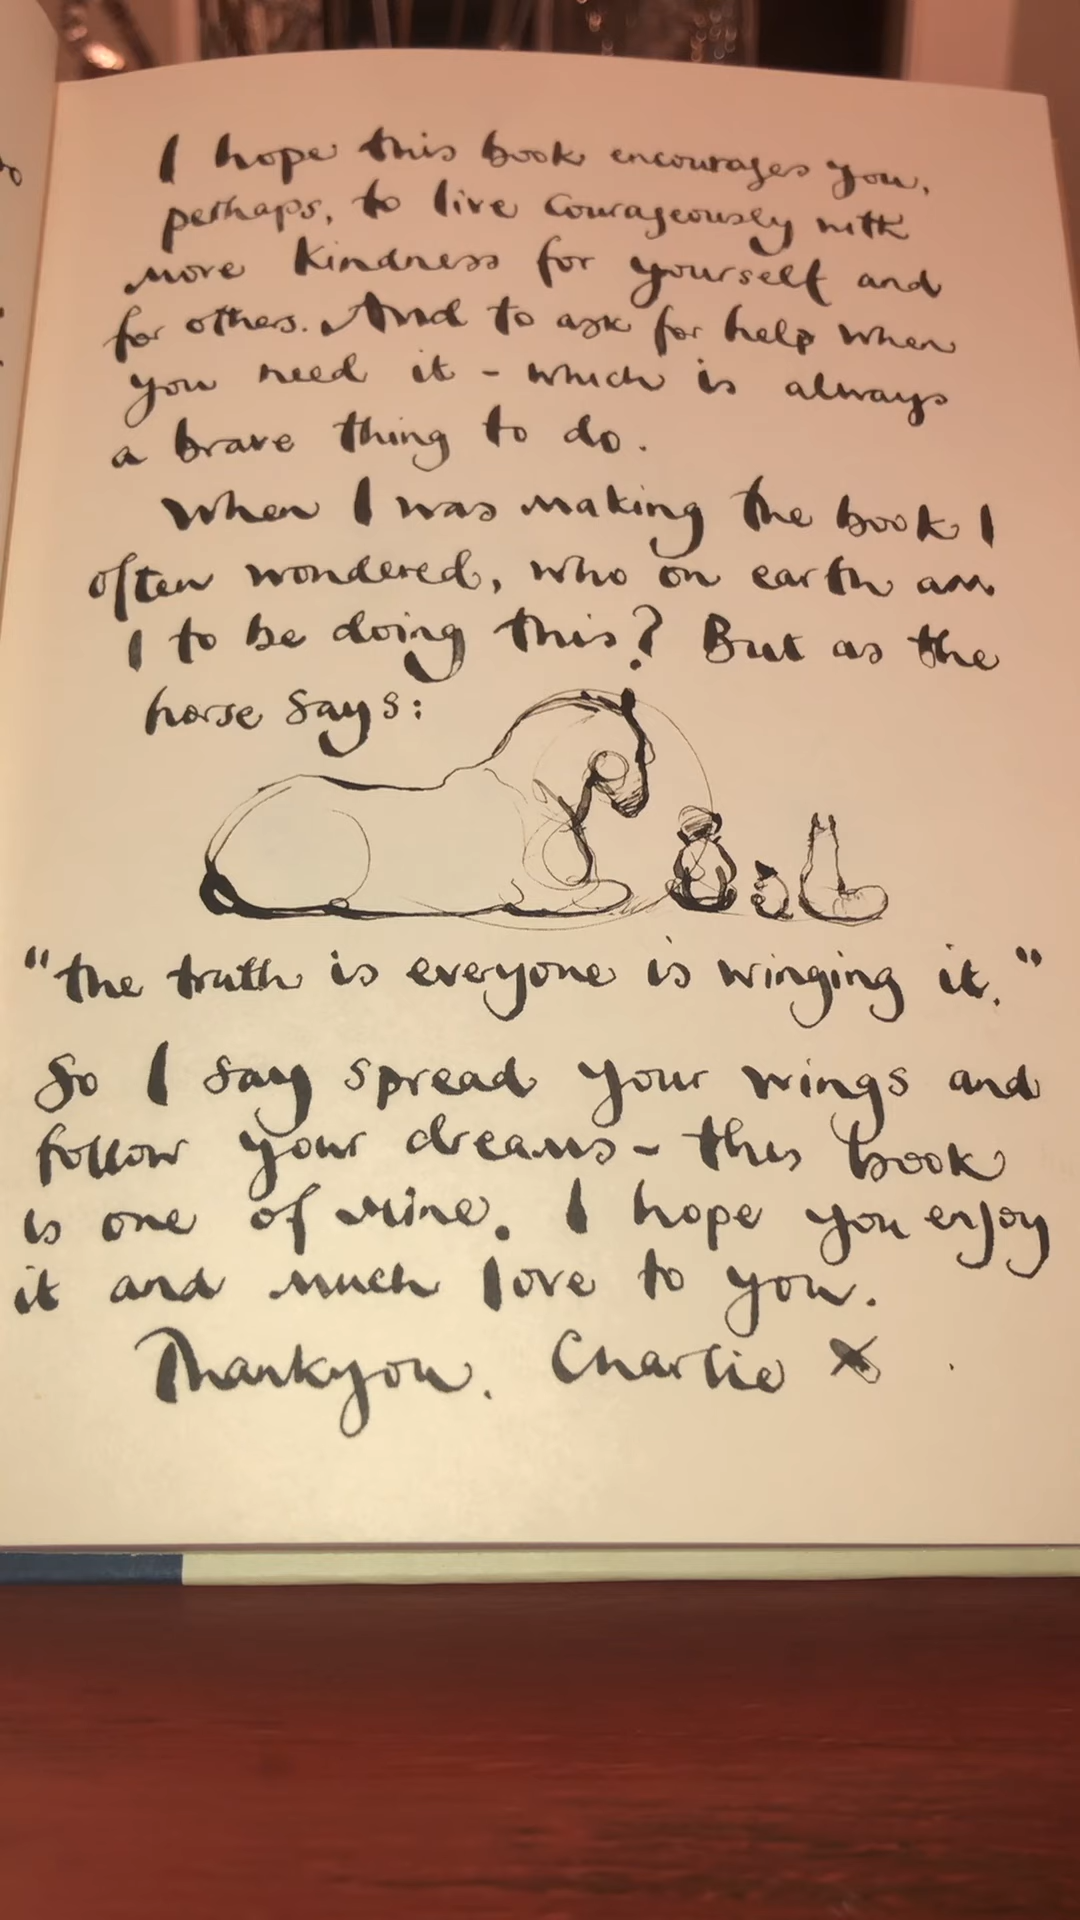 I hope this book encourages you,
perhaps, to live courageously with
more kindness for yourself and
for others. And to ask for help when
you need it - which is always
a brave thing to do.
When I was making the book I
often wondered, who on earth am
I to be doing this? But as the
horse says:
"the truth is everyone is winging it."
So I say spread your wings and
follow your dreams - this book
is one of mine. I hope you enjoy
it and much love to you.
Thankyou. Charlie x